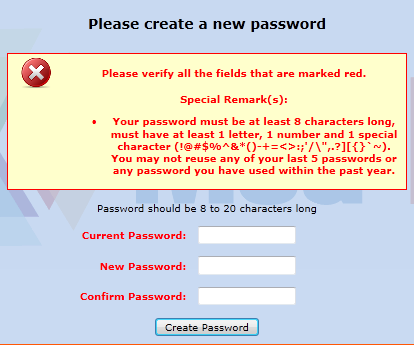 Please create a new password
Please verify all the fields that are marked red.
Special Remark(s):
• Your password must be at least 8 characters long,
must have at least 1 letter, 1 number and 1 special
character (!@#$%^&*()-+=<>:;'/\",.?][{}`~).
You may not reuse any of your last 5 passwords or
any password you have used within the past year.
Password should be 8 to 20 characters long
Current Password:
New Password:
Confirm Password:
Create Password